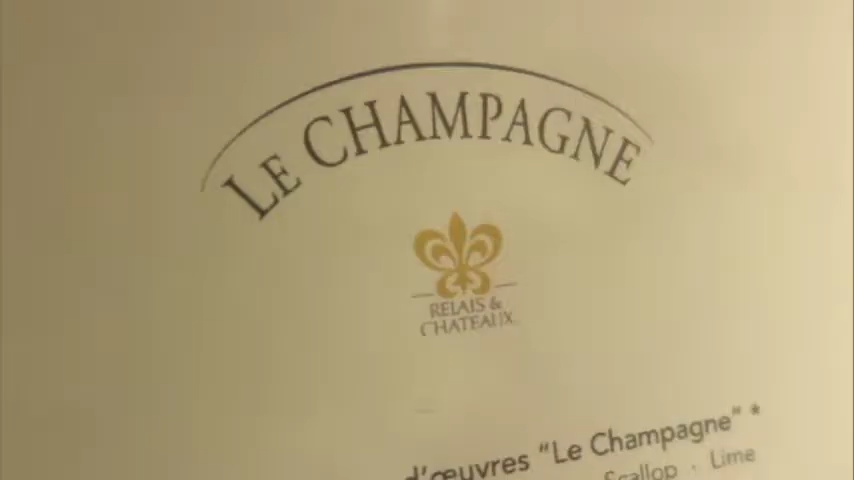 LE CHAMPAGNE
RELAIS &
CHATEAUX
d'œuvres "Le Champagne" *
Scallop · Lime